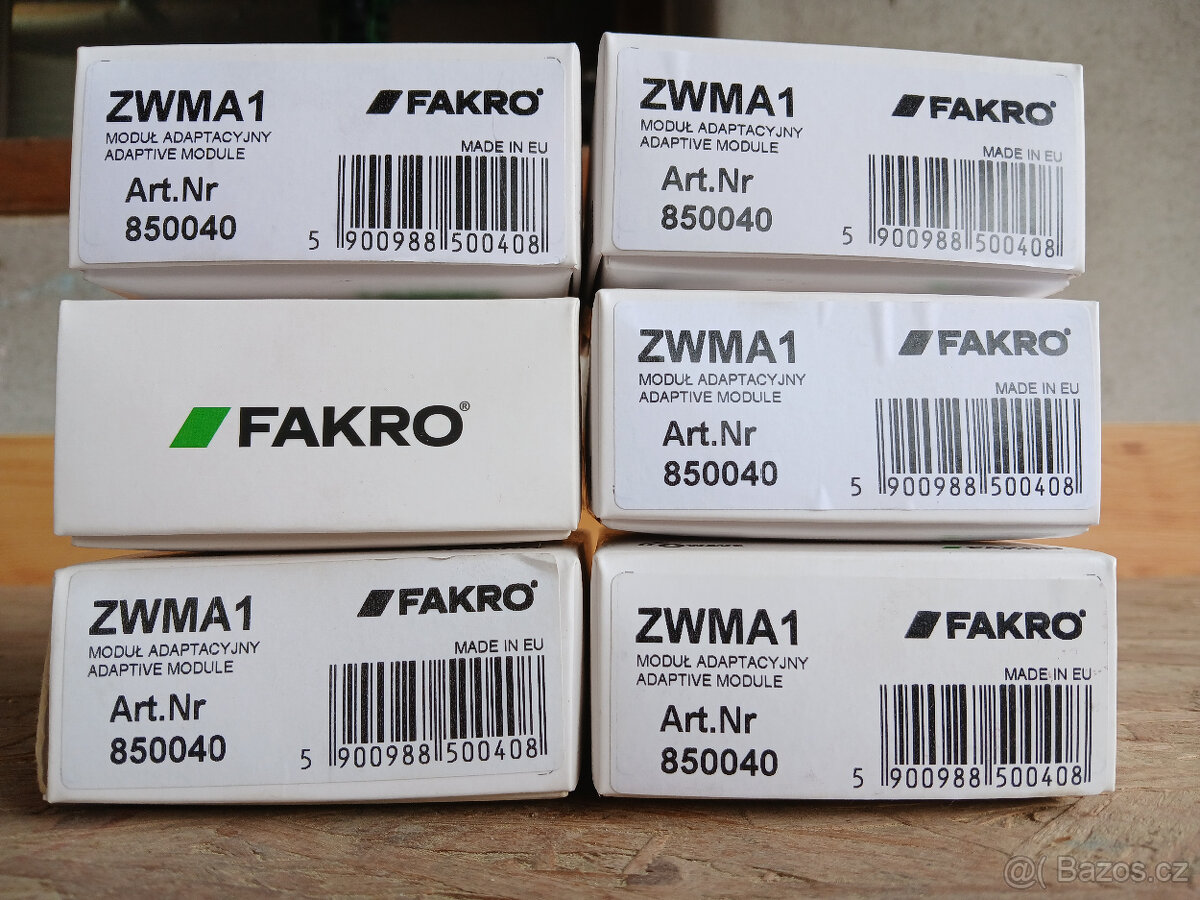 ZWMA1
FAKRO
MODUŁ ADAPTACYJNY
ADAPTIVE MODULE
MADE IN EU
Art.Nr
850040
5 900988 500408
ZWMA1
FAKRO
MODUŁ ADAPTACYJNY
ADAPTIVE MODULE
MADE IN EU
Art.Nr
850040
5 900988 500408
FAKRO®
ZWMA1
FAKRO
MODUŁ ADAPTACYJNY
ADAPTIVE MODULE
MADE IN EU
Art.Nr
850040
5 900988 500408
ZWMA1
FAKRO
MODUŁ ADAPTACYJNY
ADAPTIVE MODULE
MADE IN EU
Art.Nr
850040
5 900988 500408
ZWMA1
FAKRO
MODUŁ ADAPTACYJNY
ADAPTIVE MODULE
MADE IN EU
Art.Nr
850040
5 900988 500408
@( Bazos.cz